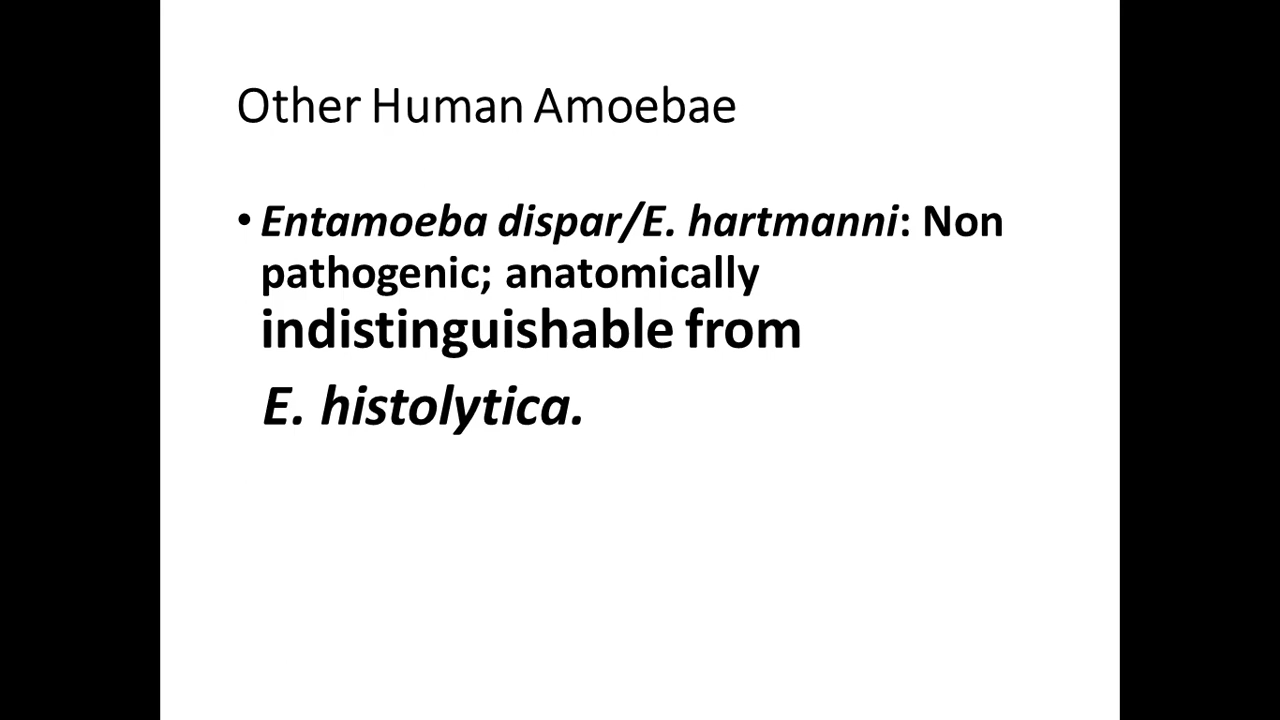 Other Human Amoebae
• Entamoeba dispar/E. hartmanni: Non
pathogenic; anatomically
indistinguishable from
E. histolytica.